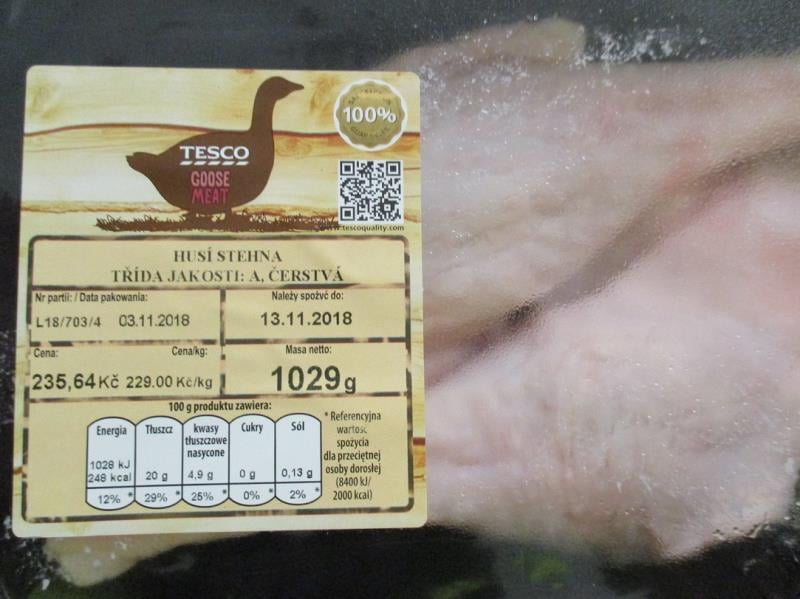 TESCO
GOOSE
MEAT
100%
www.tescoquality.com
HUSÍ STEHNA
TŘÍDA JAKOSTI: A, ČERSTVÁ
Nr partii: / Data pakowania:
Należy spożyć do:
L18/703/4 03.11.2018
13.11.2018
Cena: Cena/kg:
Masa netto:
235,64Kč 229.00 Kč/kg
1029g
100 g produktu zawiera:
Energia
1028 kJ
248 kcal
12% *
Tłuszcz
20 g
29% *
kwasy
tłuszczowe
nasycone
4,9 g
25% *
Cukry
0 g
0% *
Sól
0,13 g
2% *
* Referencyjna
wartość
spożycia
dla przeciętnej
osoby dorosłej
(8400 kJ/
2000 kcal)